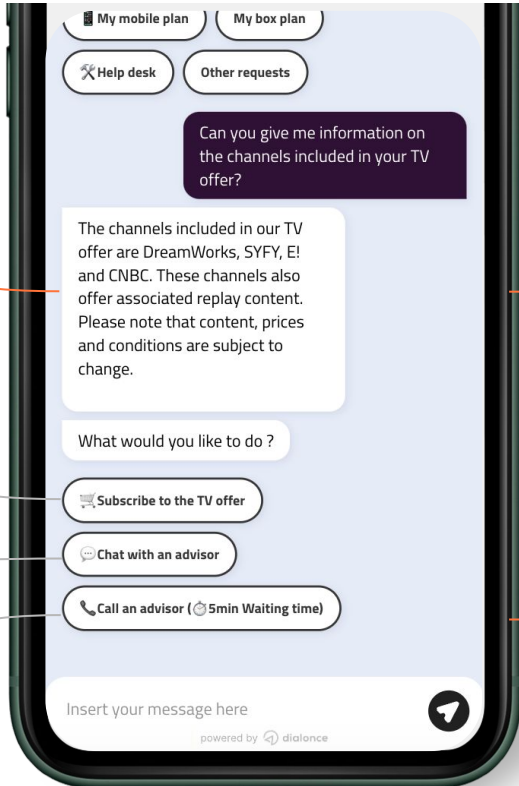 My mobile plan My box plan
Help desk Other requests
Can you give me information on
the channels included in your TV
offer?
The channels included in our TV
offer are DreamWorks, SYFY, E!
and CNBC. These channels also
offer associated replay content.
Please note that content, prices
and conditions are subject to
change.
What would you like to do ?
Subscribe to the TV offer
Chat with an advisor
Call an advisor (⏱5min Waiting time)
Insert your message here
powered by dialonce